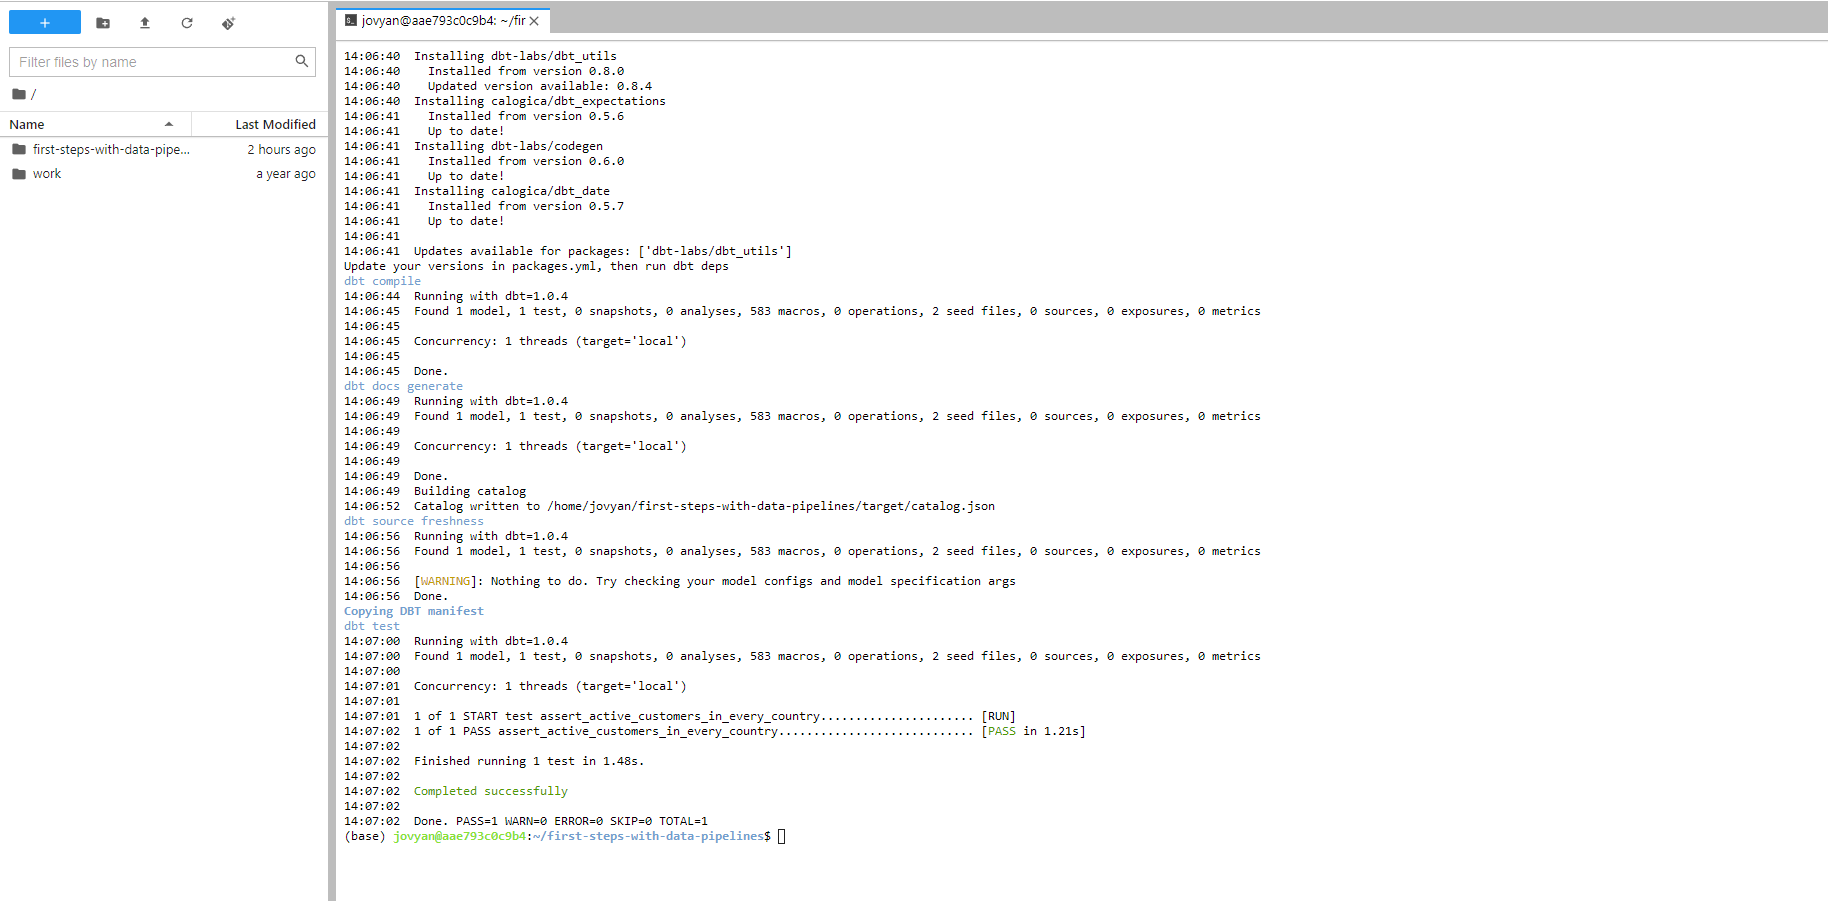 +
Filter files by name
/
Name Last Modified
first-steps-with-data-pipe... 2 hours ago
work a year ago
jovyan@aae793c0c9b4: ~/fir
14:06:40  Installing dbt-labs/dbt_utils
14:06:40    Installed from version 0.8.0
14:06:40    Updated version available: 0.8.4
14:06:40  Installing calogica/dbt_expectations
14:06:41    Installed from version 0.5.6
14:06:41    Up to date!
14:06:41  Installing dbt-labs/codegen
14:06:41    Installed from version 0.6.0
14:06:41    Up to date!
14:06:41  Installing calogica/dbt_date
14:06:41    Installed from version 0.5.7
14:06:41    Up to date!
14:06:41
14:06:41  Updates available for packages: ['dbt-labs/dbt_utils']
Update your versions in packages.yml, then run dbt deps
dbt compile
14:06:44  Running with dbt=1.0.4
14:06:45  Found 1 model, 1 test, 0 snapshots, 0 analyses, 583 macros, 0 operations, 2 seed files, 0 sources, 0 exposures, 0 metrics
14:06:45
14:06:45  Concurrency: 1 threads (target='local')
14:06:45
14:06:45  Done.
dbt docs generate
14:06:49  Running with dbt=1.0.4
14:06:49  Found 1 model, 1 test, 0 snapshots, 0 analyses, 583 macros, 0 operations, 2 seed files, 0 sources, 0 exposures, 0 metrics
14:06:49
14:06:49  Concurrency: 1 threads (target='local')
14:06:49
14:06:49  Done.
14:06:49  Building catalog
14:06:52  Catalog written to /home/jovyan/first-steps-with-data-pipelines/target/catalog.json
dbt source freshness
14:06:56  Running with dbt=1.0.4
14:06:56  Found 1 model, 1 test, 0 snapshots, 0 analyses, 583 macros, 0 operations, 2 seed files, 0 sources, 0 exposures, 0 metrics
14:06:56
14:06:56  [WARNING]: Nothing to do. Try checking your model configs and model specification args
14:06:56  Done.
Copying DBT manifest
dbt test
14:07:00  Running with dbt=1.0.4
14:07:00  Found 1 model, 1 test, 0 snapshots, 0 analyses, 583 macros, 0 operations, 2 seed files, 0 sources, 0 exposures, 0 metrics
14:07:00
14:07:01  Concurrency: 1 threads (target='local')
14:07:01
14:07:01  1 of 1 START test assert_active_customers_in_every_country...................... [RUN]
14:07:02  1 of 1 PASS assert_active_customers_in_every_country............................ [PASS in 1.21s]
14:07:02
14:07:02  Finished running 1 test in 1.48s.
14:07:02
14:07:02  Completed successfully
14:07:02
14:07:02  Done. PASS=1 WARN=0 ERROR=0 SKIP=0 TOTAL=1
(base) jovyan@aae793c0c9b4:~/first-steps-with-data-pipelines$